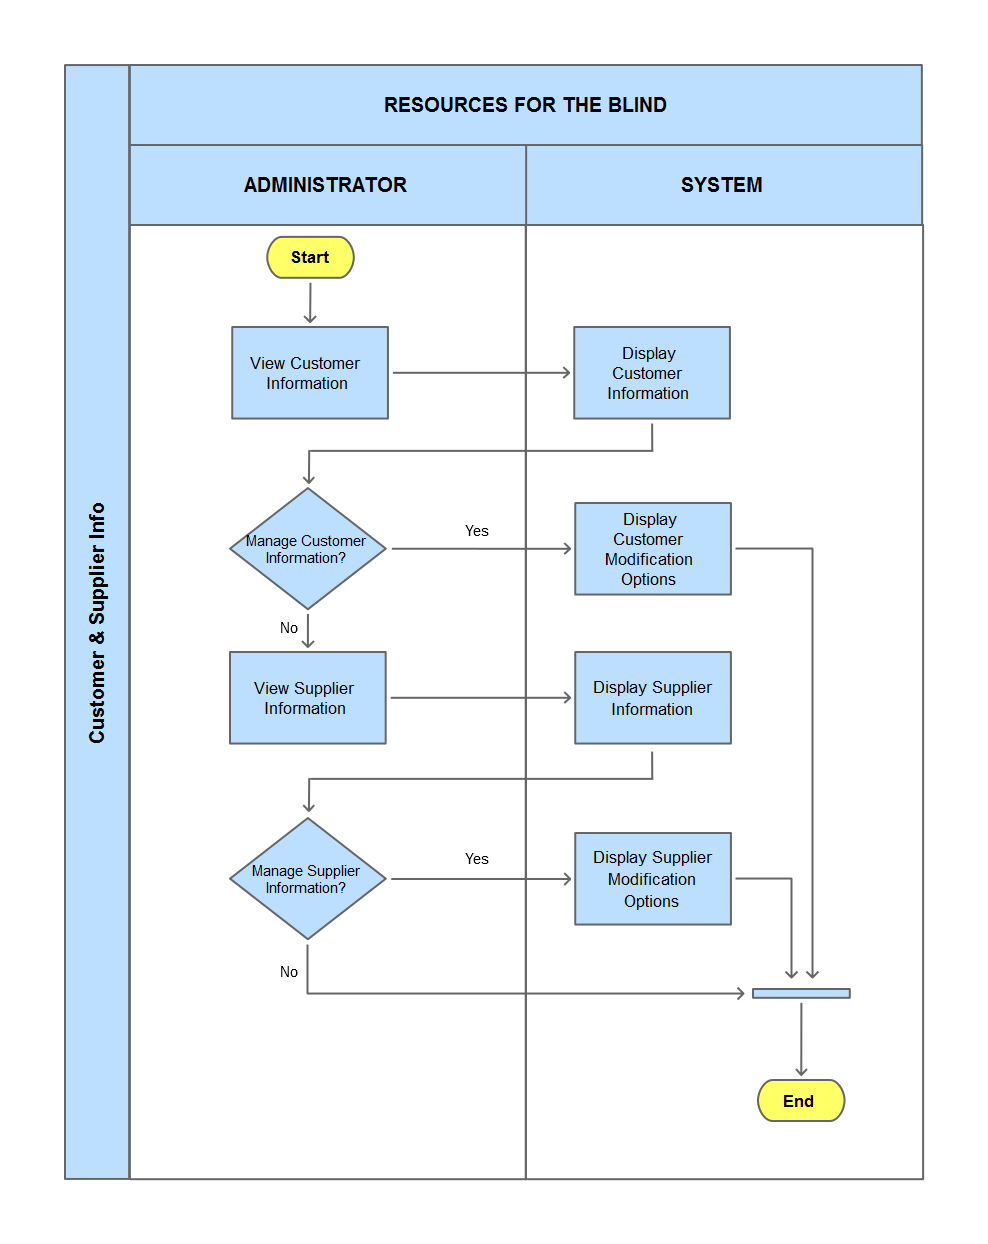 RESOURCES FOR THE BLIND
ADMINISTRATOR
SYSTEM
Customer & Supplier Info
Start
View Customer
Information
Display
Customer
Information
Manage Customer
Information?
Yes
Display
Customer
Modification
Options
No
View Supplier
Information
Display Supplier
Information
Manage Supplier
Information?
Yes
Display Supplier
Modification
Options
No
End